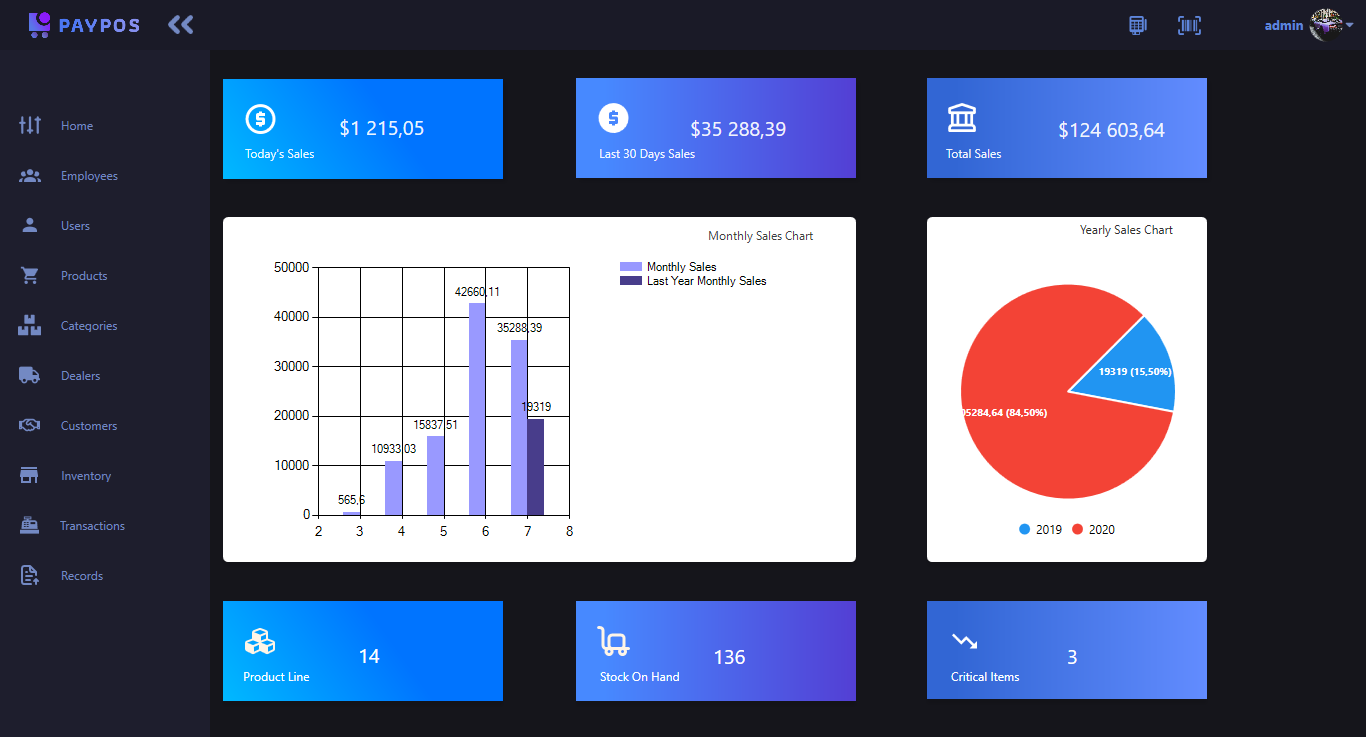 PAYPOS
admin
Home
Employees
Users
Products
Categories
Dealers
Customers
Inventory
Transactions
Records
$1 215,05
Today's Sales
$35 288,39
Last 30 Days Sales
$124 603,64
Total Sales
Monthly Sales Chart
Monthly Sales
Last Year Monthly Sales
50000
40000
30000
20000
10000
0
565,6
10933,03
15837,51
42660,11
35288,39
19319
2 3 4 5 6 7 8
Yearly Sales Chart
19319 (15,50%)
05284,64 (84,50%)
2019 2020
14
Product Line
136
Stock On Hand
3
Critical Items